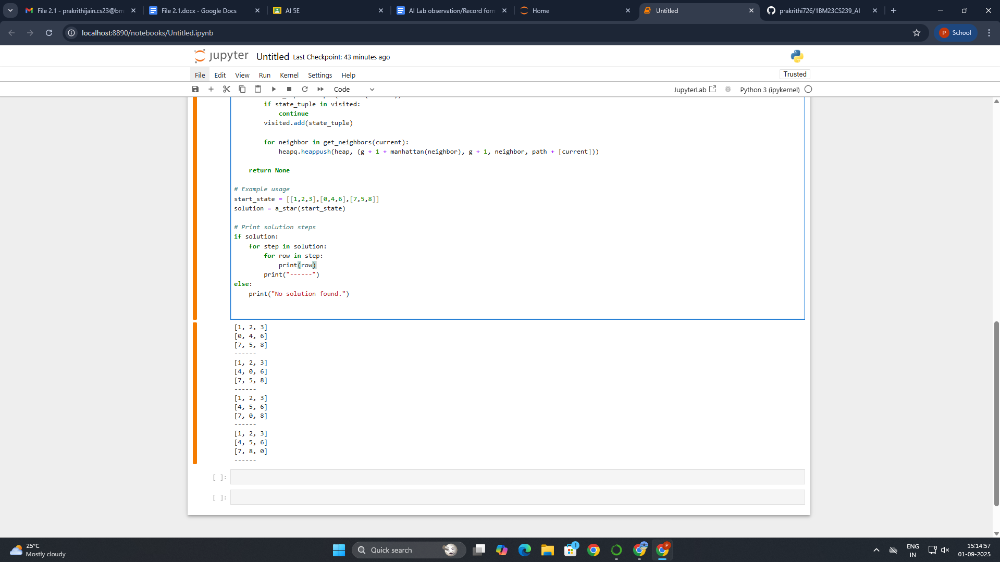 File 2.1 - prakrithijain.cs23@bm
File 2.1.docx - Google Docs
AI 5E
AI Lab observation/Record form
Home
Untitled
prakrithi726/1BM23CS239_AI
localhost:8890/notebooks/Untitled.ipynb
P School
jupyter Untitled Last Checkpoint: 43 minutes ago
File Edit View Run Kernel Settings Help
Trusted
Code
JupyterLab
Python 3 (ipykernel)
        if state_tuple in visited:
            continue
        visited.add(state_tuple)
        for neighbor in get_neighbors(current):
            heapq.heappush(heap, (g + 1 + manhattan(neighbor), g + 1, neighbor, path + [current]))
    return None
# Example usage
start_state = [[1,2,3],[0,4,6],[7,5,8]]
solution = a_star(start_state)
# Print solution steps
if solution:
    for step in solution:
        for row in step:
            print(row)
        print("------")
else:
    print("No solution found.")
[1, 2, 3]
[0, 4, 6]
[7, 5, 8]
------
[1, 2, 3]
[4, 0, 6]
[7, 5, 8]
------
[1, 2, 3]
[4, 5, 6]
[7, 0, 8]
------
[1, 2, 3]
[4, 5, 6]
[7, 8, 0]
------
[ ]:
[ ]:
25°C
Mostly cloudy
Quick search
1
P
ENG
IN
15:14:57
01-09-2025